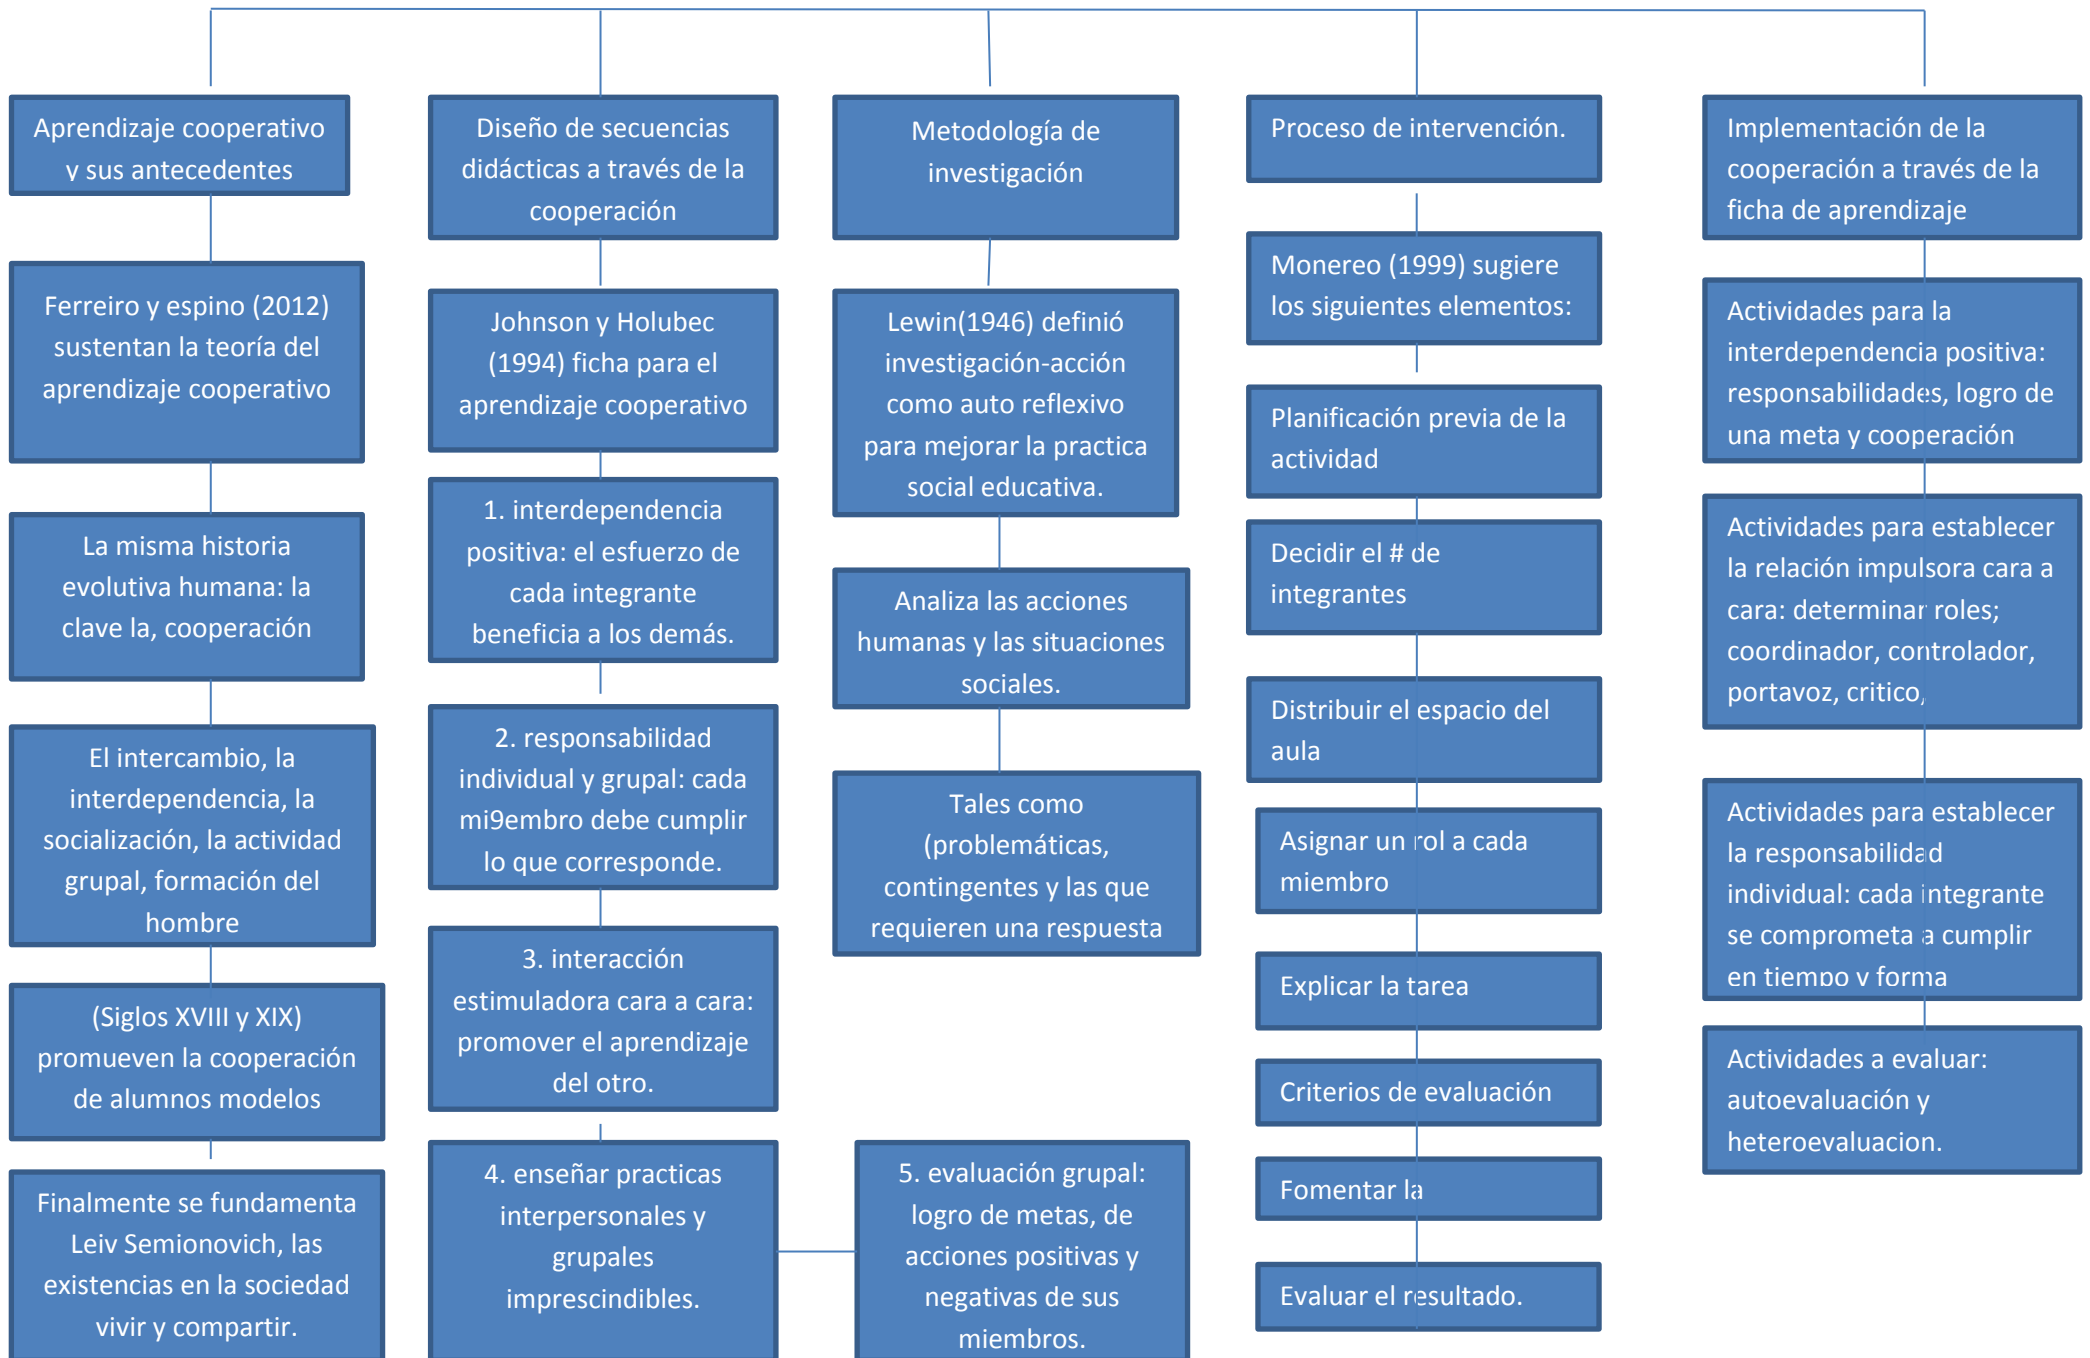 Aprendizaje cooperativo
y sus antecedentes
Ferreiro y espino (2012)
sustentan la teoría del
aprendizaje cooperativo
La misma historia
evolutiva humana: la
clave la, cooperación
El intercambio, la
interdependencia, la
socialización, la actividad
grupal, formación del
hombre
(Siglos XVIII y XIX)
promueven la cooperación
de alumnos modelos
Finalmente se fundamenta
Leiv Semionovich, las
existencias en la sociedad
vivir y compartir.
Diseño de secuencias
didácticas a través de la
cooperación
Johnson y Holubec
(1994) ficha para el
aprendizaje cooperativo
1. interdependencia
positiva: el esfuerzo de
cada integrante
beneficia a los demás.
2. responsabilidad
individual y grupal: cada
mi9embro debe cumplir
lo que corresponde.
3. interacción
estimuladora cara a cara:
promover el aprendizaje
del otro.
4. enseñar practicas
interpersonales y
grupales
imprescindibles.
5. evaluación grupal:
logro de metas, de
acciones positivas y
negativas de sus
miembros.
Metodología de
investigación
Lewin(1946) definió
investigación-acción
como auto reflexivo
para mejorar la practica
social educativa.
Analiza las acciones
humanas y las situaciones
sociales.
Tales como
(problemáticas,
contingentes y las que
requieren una respuesta
Proceso de intervención.
Monereo (1999) sugiere
los siguientes elementos:
Planificación previa de la
actividad
Decidir el # de
integrantes
Distribuir el espacio del
aula
Asignar un rol a cada
miembro
Explicar la tarea
Criterios de evaluación
Fomentar la
Evaluar el resultado.
Implementación de la
cooperación a través de la
ficha de aprendizaje
Actividades para la
interdependencia positiva:
responsabilidades, logro de
una meta y cooperación
Actividades para establecer
la relación impulsora cara a
cara: determinar roles;
coordinador, controlador,
portavoz, critico,
Actividades para establecer
la responsabilidad
individual: cada integrante
se comprometa a cumplir
en tiempo y forma
Actividades a evaluar:
autoevaluación y
heteroevaluacion.